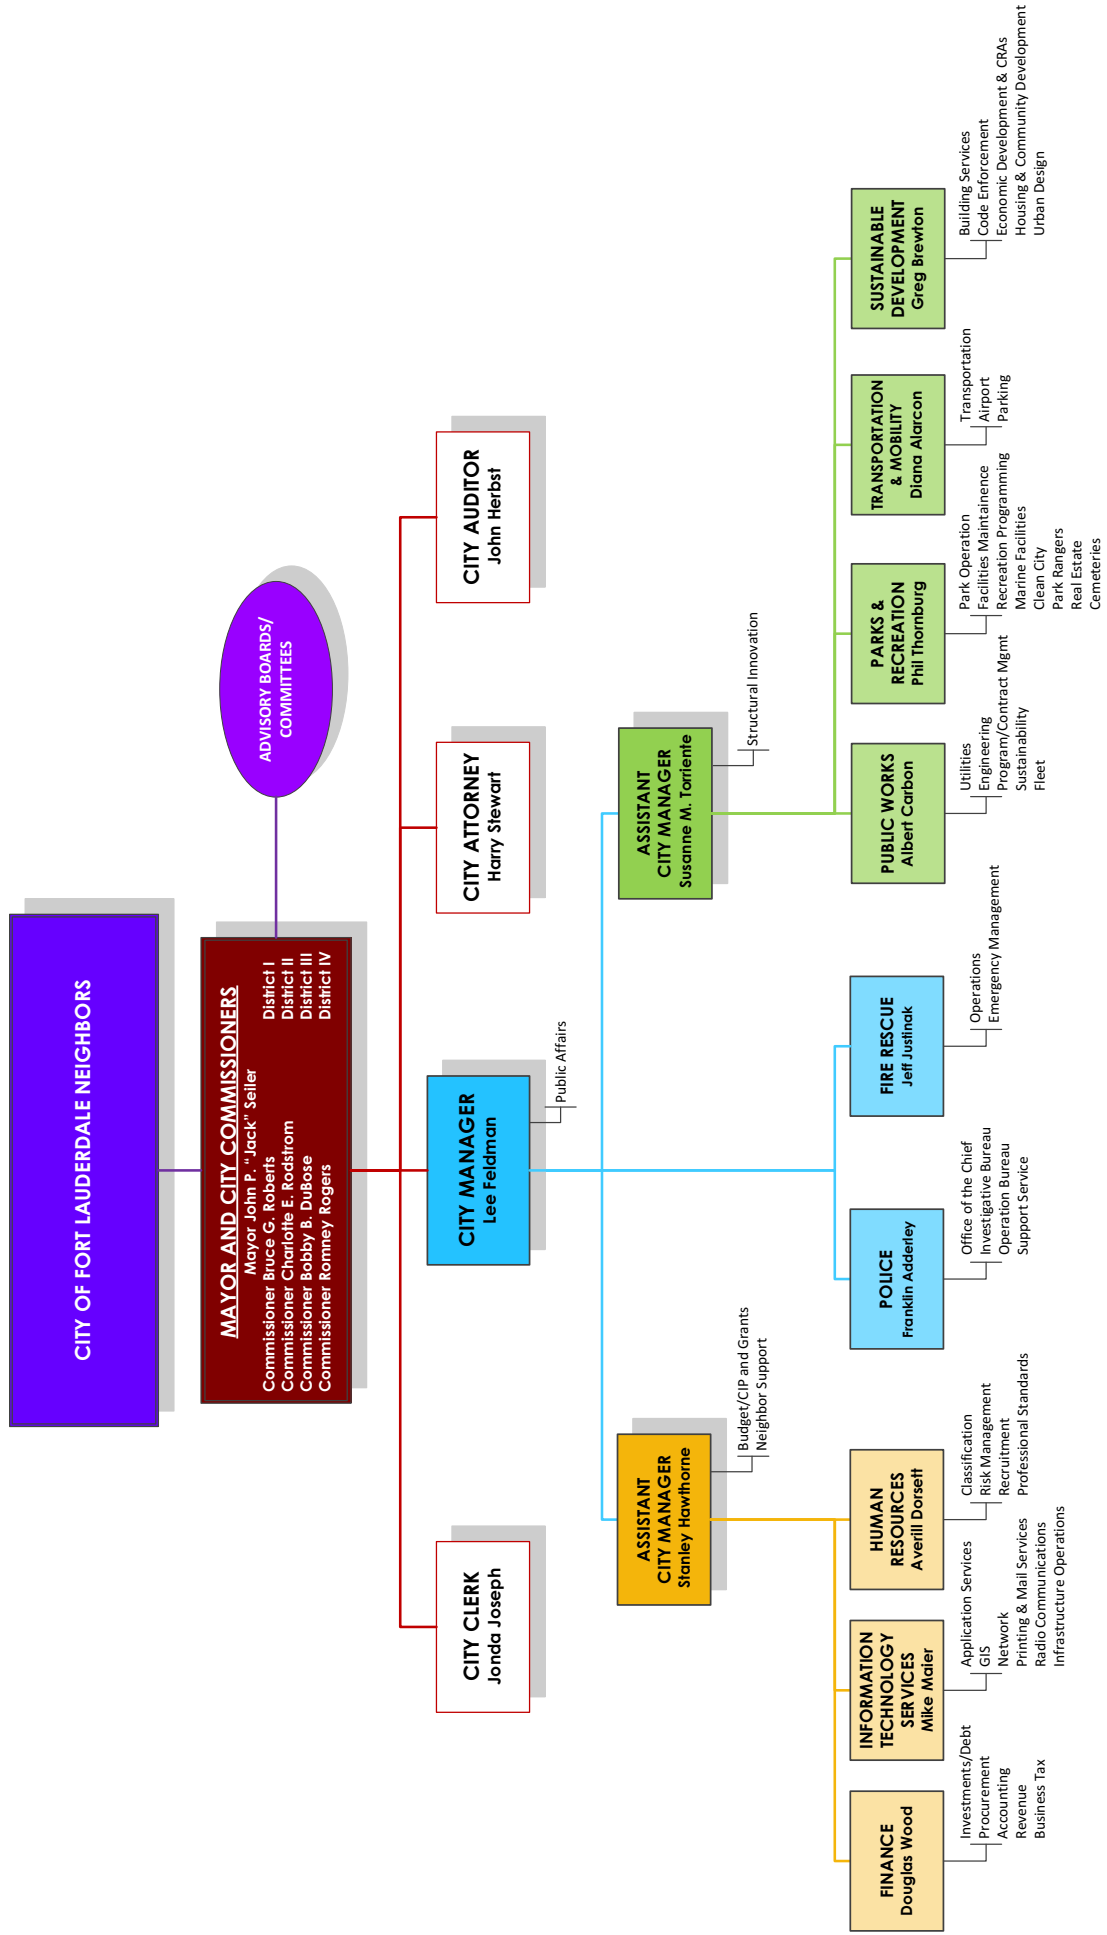 CITY OF FORT LAUDERDALE NEIGHBORS
MAYOR AND CITY COMMISSIONERS
Mayor John P. "Jack" Seiler
Commissioner Bruce G. Roberts District I
Commissioner Charlotte E. Rodstrom District II
Commissioner Bobby B. DuBose District III
Commissioner Romney Rogers District IV
ADVISORY BOARDS/
COMMITTEES
CITY CLERK
Jonda Joseph
CITY MANAGER
Lee Feldman
Public Affairs
CITY ATTORNEY
Harry Stewart
CITY AUDITOR
John Herbst
ASSISTANT
CITY MANAGER
Stanley Hawthorne
Budget/CIP and Grants
Neighbor Support
ASSISTANT
CITY MANAGER
Susanne M. Torriente
Structural Innovation
FINANCE
Douglas Wood
Investments/Debt
Procurement
Accounting
Revenue
Business Tax
INFORMATION
TECHNOLOGY
SERVICES
Mike Maier
Application Services
GIS
Network
Printing & Mail Services
Radio Communications
Infrastructure Operations
HUMAN
RESOURCES
Averill Dorsett
Classification
Risk Management
Recruitment
Professional Standards
POLICE
Franklin Adderley
Office of the Chief
Investigative Bureau
Operation Bureau
Support Service
FIRE RESCUE
Jeff Justinak
Operations
Emergency Management
PUBLIC WORKS
Albert Carbon
Utilities
Engineering
Program/Contract Mgmt
Sustainability
Fleet
PARKS &
RECREATION
Phil Thornburg
Park Operation
Facilities Maintainence
Recreation Programming
Marine Facilities
Clean City
Park Rangers
Real Estate
Cemeteries
TRANSPORTATION
& MOBILITY
Diana Alarcon
Transportation
Airport
Parking
SUSTAINABLE
DEVELOPMENT
Greg Brewton
Building Services
Code Enforcement
Economic Development & CRAs
Housing & Community Development
Urban Design